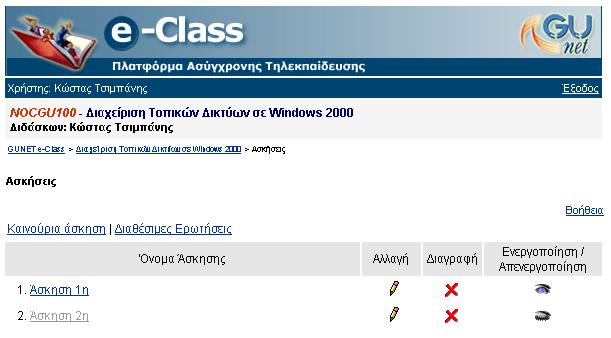 e-Class
GU
net
Πλατφόρμα Ασύγχρονης Τηλεκπαίδευσης
Χρήστης: Κώστας Τσιμπάνης Έξοδος
NOCGU100 - Διαχείριση Τοπικών Δικτύων σε Windows 2000
Διδάσκων: Κώστας Τσιμπάνης
GUNET e-Class > Διαχείριση Τοπικών Δικτύων σε Windows 2000 > Ασκήσεις
Ασκήσεις
Βοήθεια
Καινούρια άσκηση | Διαθέσιμες Ερωτήσεις
Όνομα Άσκησης Αλλαγή Διαγραφή Ενεργοποίηση /
Απενεργοποίηση
1. Άσκηση 1η
2. Άσκηση 2η